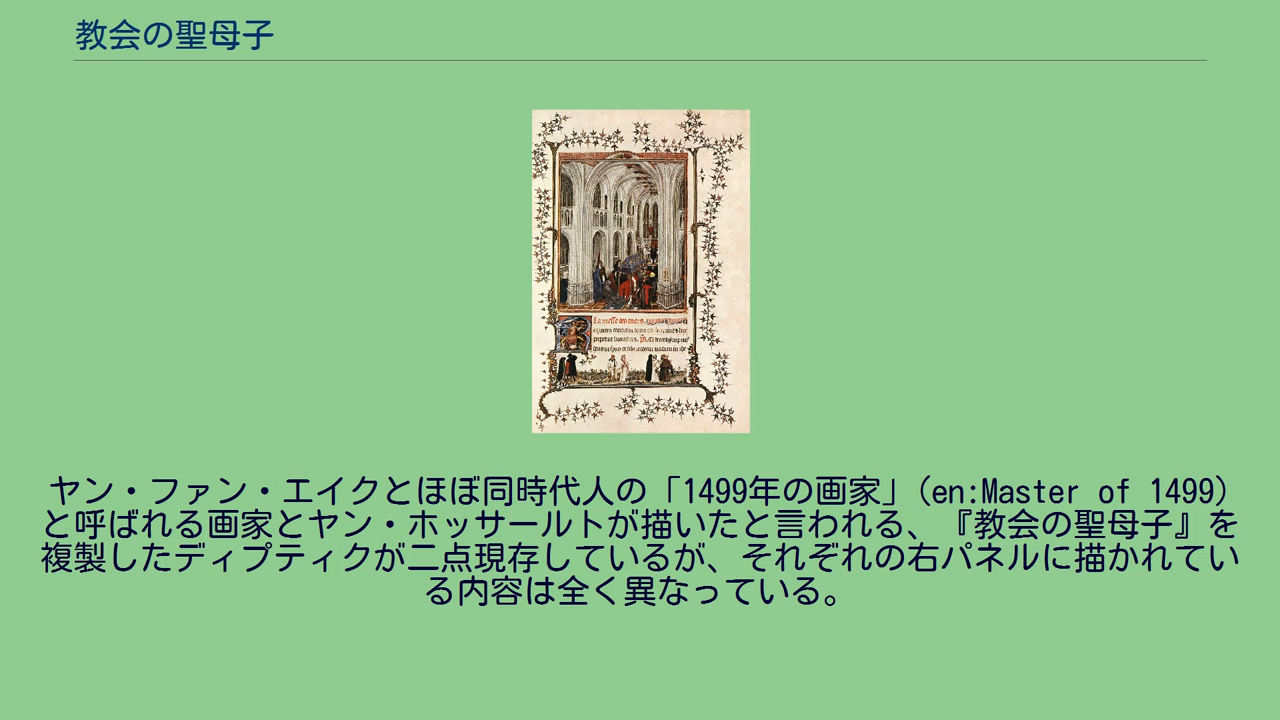 教会の聖母子
ヤン・ファン・エイクとほぼ同時代人の「1499年の画家」(en:Master of 1499)
と呼ばれる画家とヤン・ホッサールトが描いたと言われる、『教会の聖母子』を
複製したディプティクが二点現存しているが、それぞれの右パネルに描かれてい
る内容は全く異なっている。